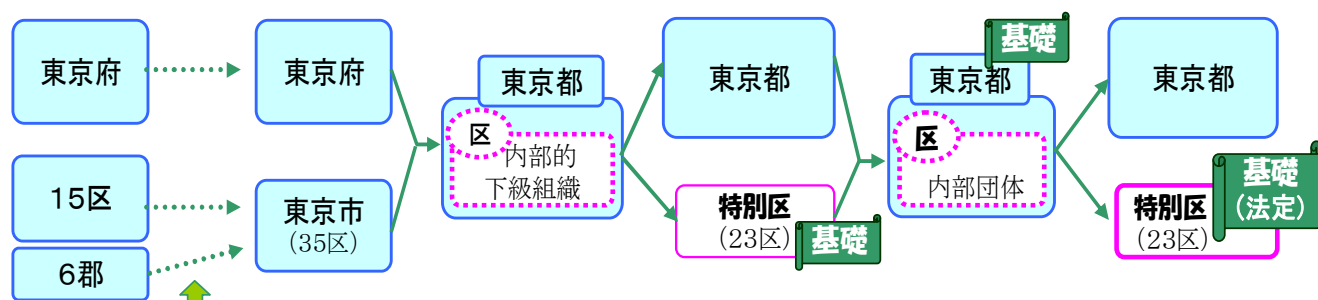 東京府
15区
6郡
東京府
東京市
(35区)
東京都
区
内部的
下級組織
東京都
特別区
(23区)
基礎
基礎
東京都
区
内部団体
東京都
特別区
(23区)
基礎
(法定)